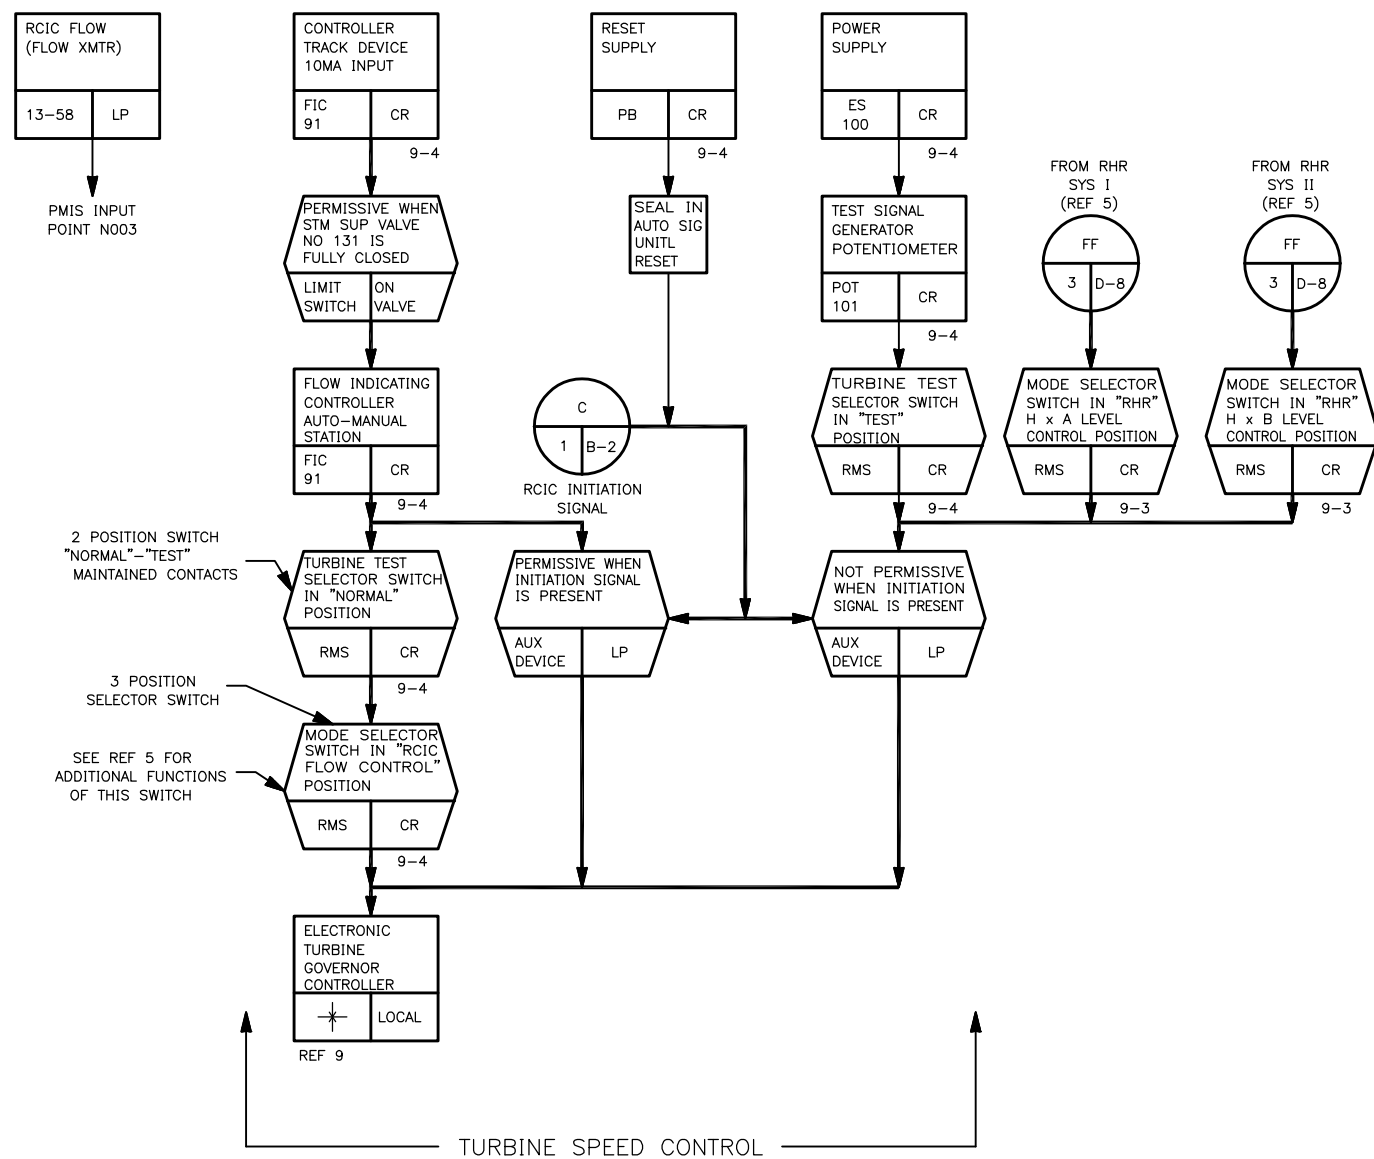 RCIC FLOW
(FLOW XMTR)
13-58
LP
PMIS INPUT
POINT N003
CONTROLLER
TRACK DEVICE
10MA INPUT
FIC
91
CR
9-4
PERMISSIVE WHEN
STM SUP VALVE
NO 131 IS
FULLY CLOSED
LIMIT
SWITCH
ON
VALVE
FLOW INDICATING
CONTROLLER
AUTO-MANUAL
STATION
FIC
91
CR
9-4
2 POSITION SWITCH
"NORMAL"-"TEST"
MAINTAINED CONTACTS
TURBINE TEST
SELECTOR SWITCH
IN "NORMAL"
POSITION
RMS
CR
9-4
3 POSITION
SELECTOR SWITCH
SEE REF 5 FOR
ADDITIONAL FUNCTIONS
OF THIS SWITCH
MODE SELECTOR
SWITCH IN "RCIC
FLOW CONTROL"
POSITION
RMS
CR
9-4
ELECTRONIC
TURBINE
GOVERNOR
CONTROLLER
LOCAL
REF 9
RESET
SUPPLY
PB
CR
9-4
SEAL IN
AUTO SIG
UNITL
RESET
C
1
B-2
RCIC INITIATION
SIGNAL
PERMISSIVE WHEN
INITIATION SIGNAL
IS PRESENT
AUX
DEVICE
LP
POWER
SUPPLY
ES
100
CR
9-4
TEST SIGNAL
GENERATOR
POTENTIOMETER
POT
101
CR
9-4
TURBINE TEST
SELECTOR SWITCH
IN "TEST"
POSITION
RMS
CR
9-4
NOT PERMISSIVE
WHEN INITIATION
SIGNAL IS PRESENT
AUX
DEVICE
LP
FROM RHR
SYS I
(REF 5)
FF
3
D-8
MODE SELECTOR
SWITCH IN "RHR"
H x A LEVEL
CONTROL POSITION
RMS
CR
9-3
FROM RHR
SYS II
(REF 5)
FF
3
D-8
MODE SELECTOR
SWITCH IN "RHR"
H x B LEVEL
CONTROL POSITION
RMS
CR
9-3
TURBINE SPEED CONTROL